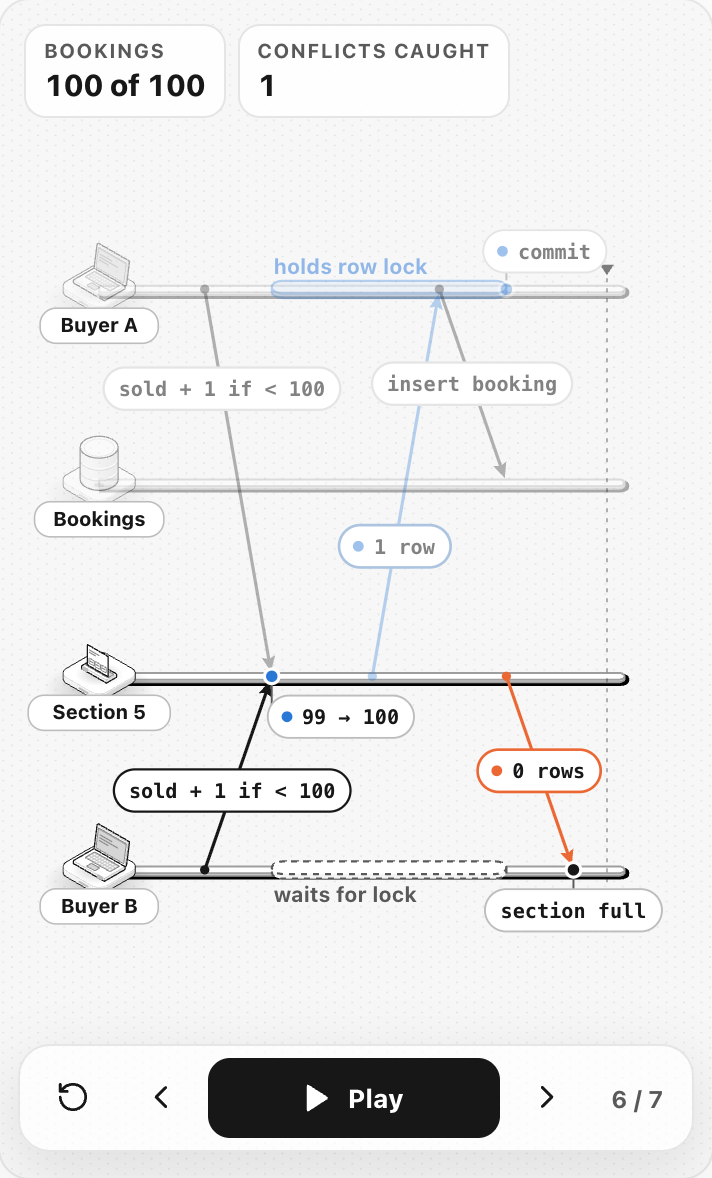 BOOKINGS
100 of 100
CONFLICTS CAUGHT
1
commit
holds row lock
Buyer A
sold + 1 if < 100
insert booking
Bookings
1 row
Section 5
99 → 100
0 rows
sold + 1 if < 100
waits for lock
Buyer B
section full
Play
6 / 7